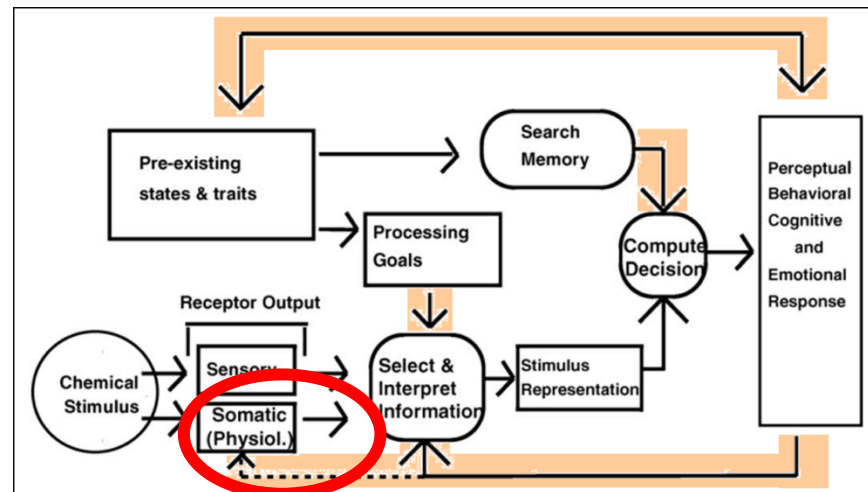 Pre-existing
states & traits
Search
Memory
Processing
Goals
Compute
Decision
Perceptual
Behavioral
Cognitive
and
Emotional
Response
Receptor Output
Chemical
Stimulus
Sensory
Somatic
(Physiol.)
Select &
Interpret
Information
Stimulus
Representation